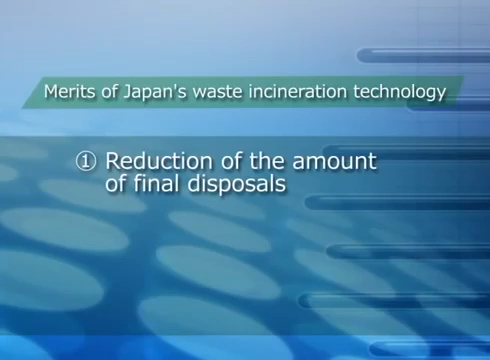 Merits of Japan's waste incineration technology
① Reduction of the amount
of final disposals